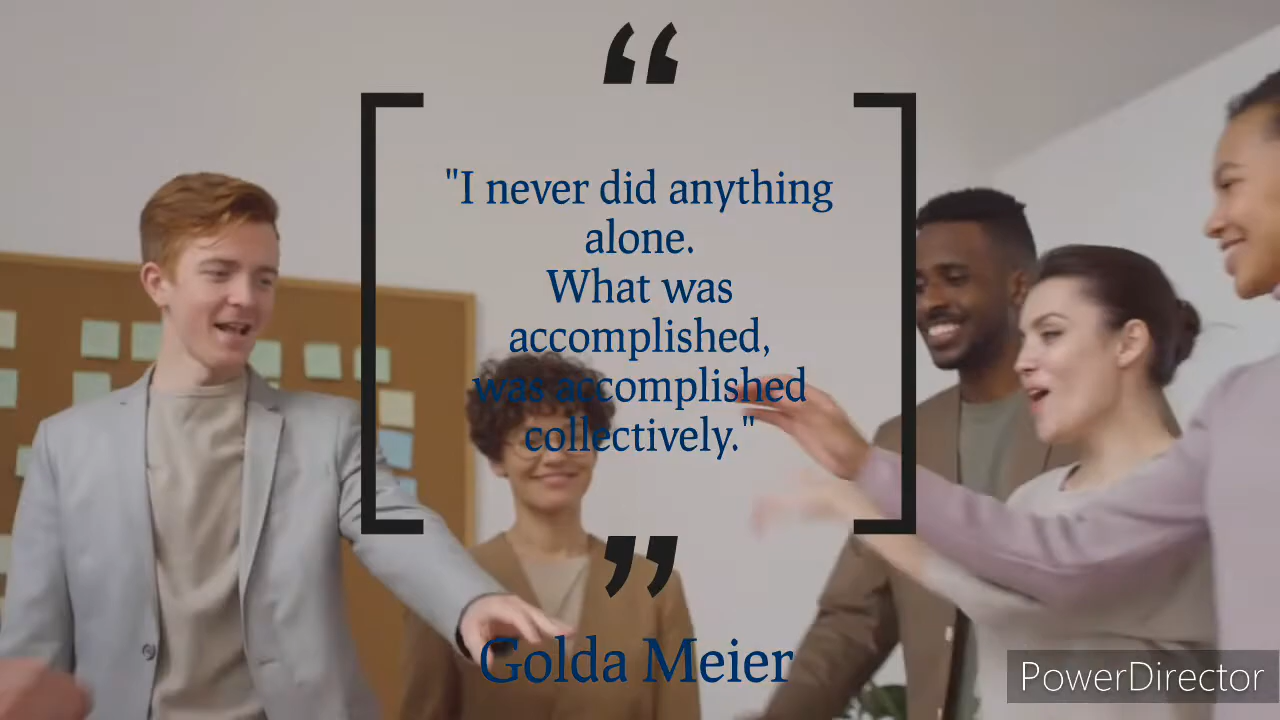 “
"I never did anything
alone.
What was
accomplished,
was accomplished
collectively."
”
Golda Meier
PowerDirector